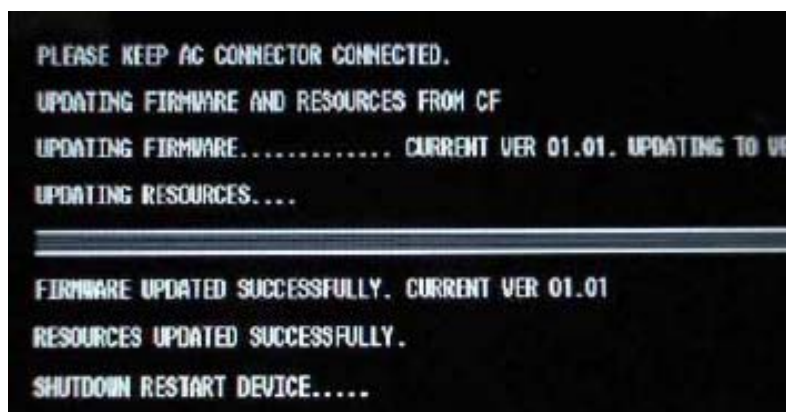 PLEASE KEEP AC CONNECTOR CONNECTED.
UPDATING FIRMWARE AND RESOURCES FROM CF
UPDATING FIRMWARE............. CURRENT VER 01.01. UPDATING TO VE
UPDATING RESOURCES....
FIRMWARE UPDATED SUCCESSFULLY. CURRENT VER 01.01
RESOURCES UPDATED SUCCESSFULLY.
SHUTDOWN RESTART DEVICE.....